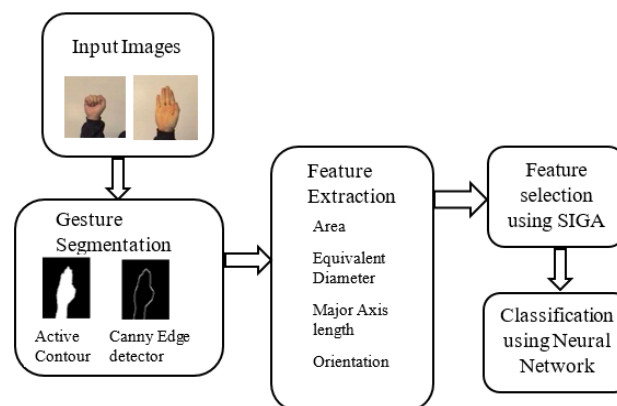 Input Images
Gesture
Segmentation
Active
Contour
Canny Edge
detector
Feature
Extraction
Area
Equivalent
Diameter
Major Axis
length
Orientation
Feature
selection
using SIGA
Classification
using Neural
Network